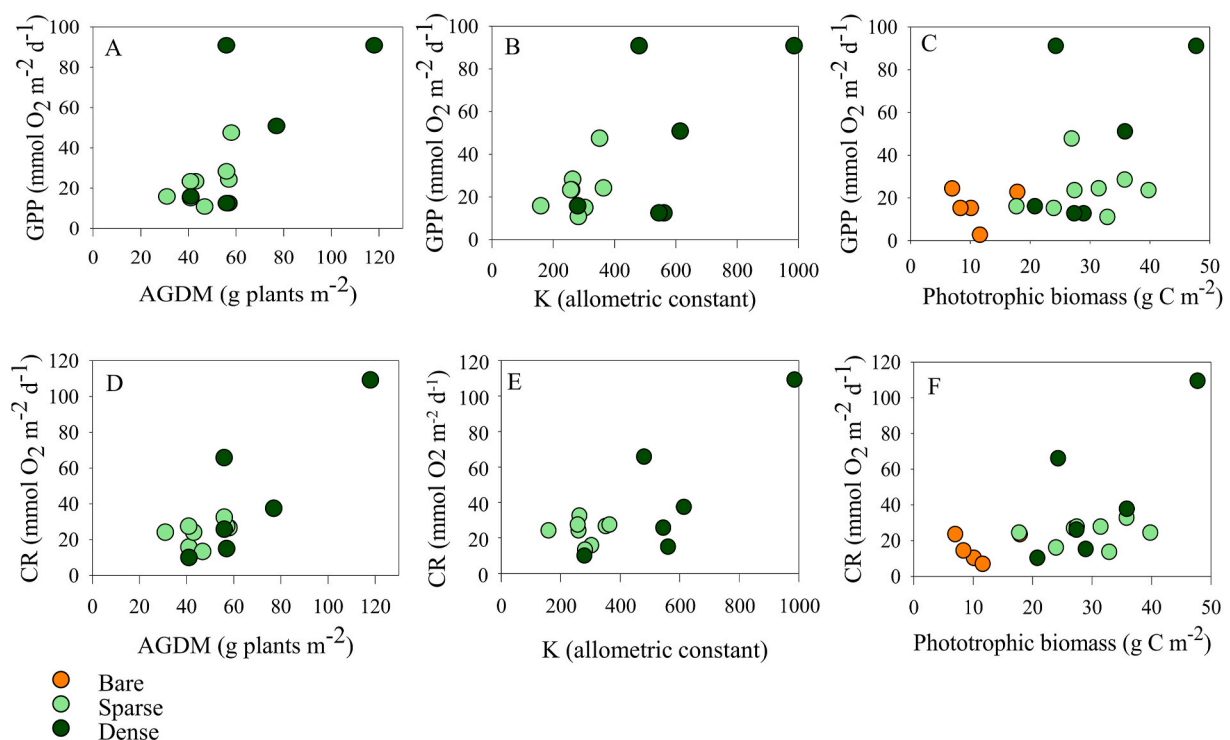 A
GPP (mmol O2 m-2 d-1)
100
80
60
40
20
0
0 20 40 60 80 100 120
AGDM (g plants m-2)
B
GPP (mmol O2 m-2 d-1)
100
80
60
40
20
0
0 200 400 600 800 1000
K (allometric constant)
C
GPP (mmol O2 m-2 d-1)
100
80
60
40
20
0
0 10 20 30 40 50
Phototrophic biomass (g C m-2)
D
CR (mmol O2 m-2 d-1)
120
100
80
60
40
20
0
0 20 40 60 80 100 120
AGDM (g plants m-2)
E
CR (mmol O2 m-2 d-1)
120
100
80
60
40
20
0
0 200 400 600 800 1000
K (allometric constant)
F
CR (mmol O2 m-2 d-1)
120
100
80
60
40
20
0
0 10 20 30 40 50
Phototrophic biomass (g C m-2)
Bare
Sparse
Dense